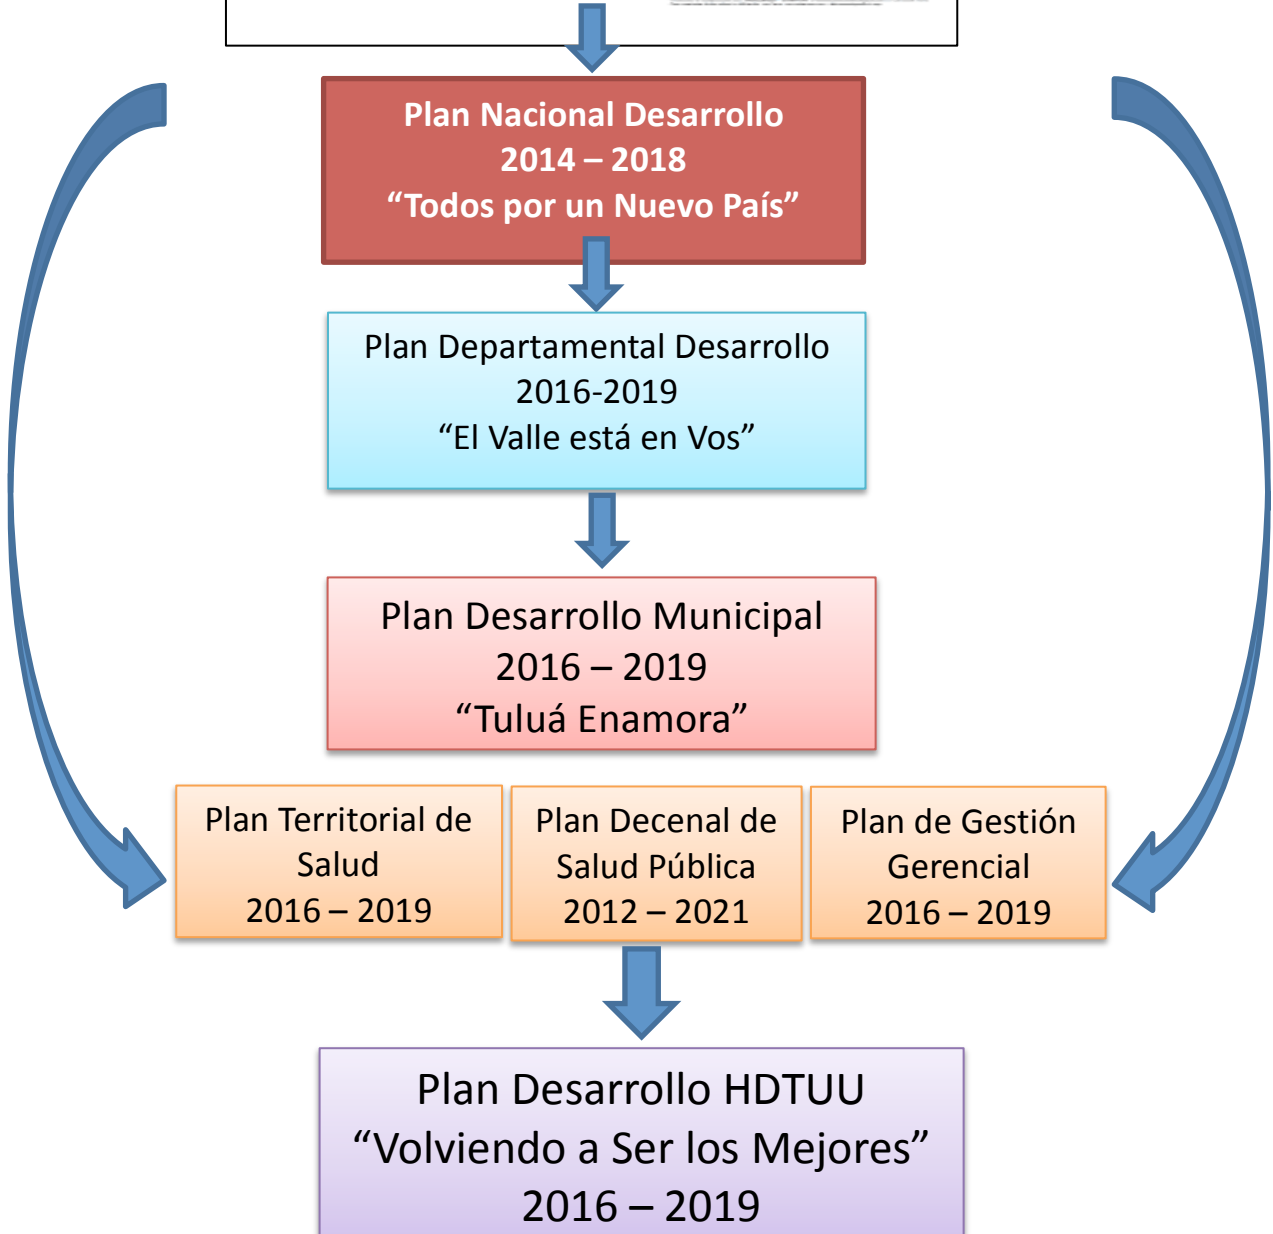 Plan Nacional Desarrollo
2014 – 2018
“Todos por un Nuevo País”
Plan Departamental Desarrollo
2016-2019
“El Valle está en Vos”
Plan Desarrollo Municipal
2016 – 2019
“Tuluá Enamora”
Plan Territorial de
Salud
2016 – 2019
Plan Decenal de
Salud Pública
2012 – 2021
Plan de Gestión
Gerencial
2016 – 2019
Plan Desarrollo HDTUU
“Volviendo a Ser los Mejores”
2016 – 2019